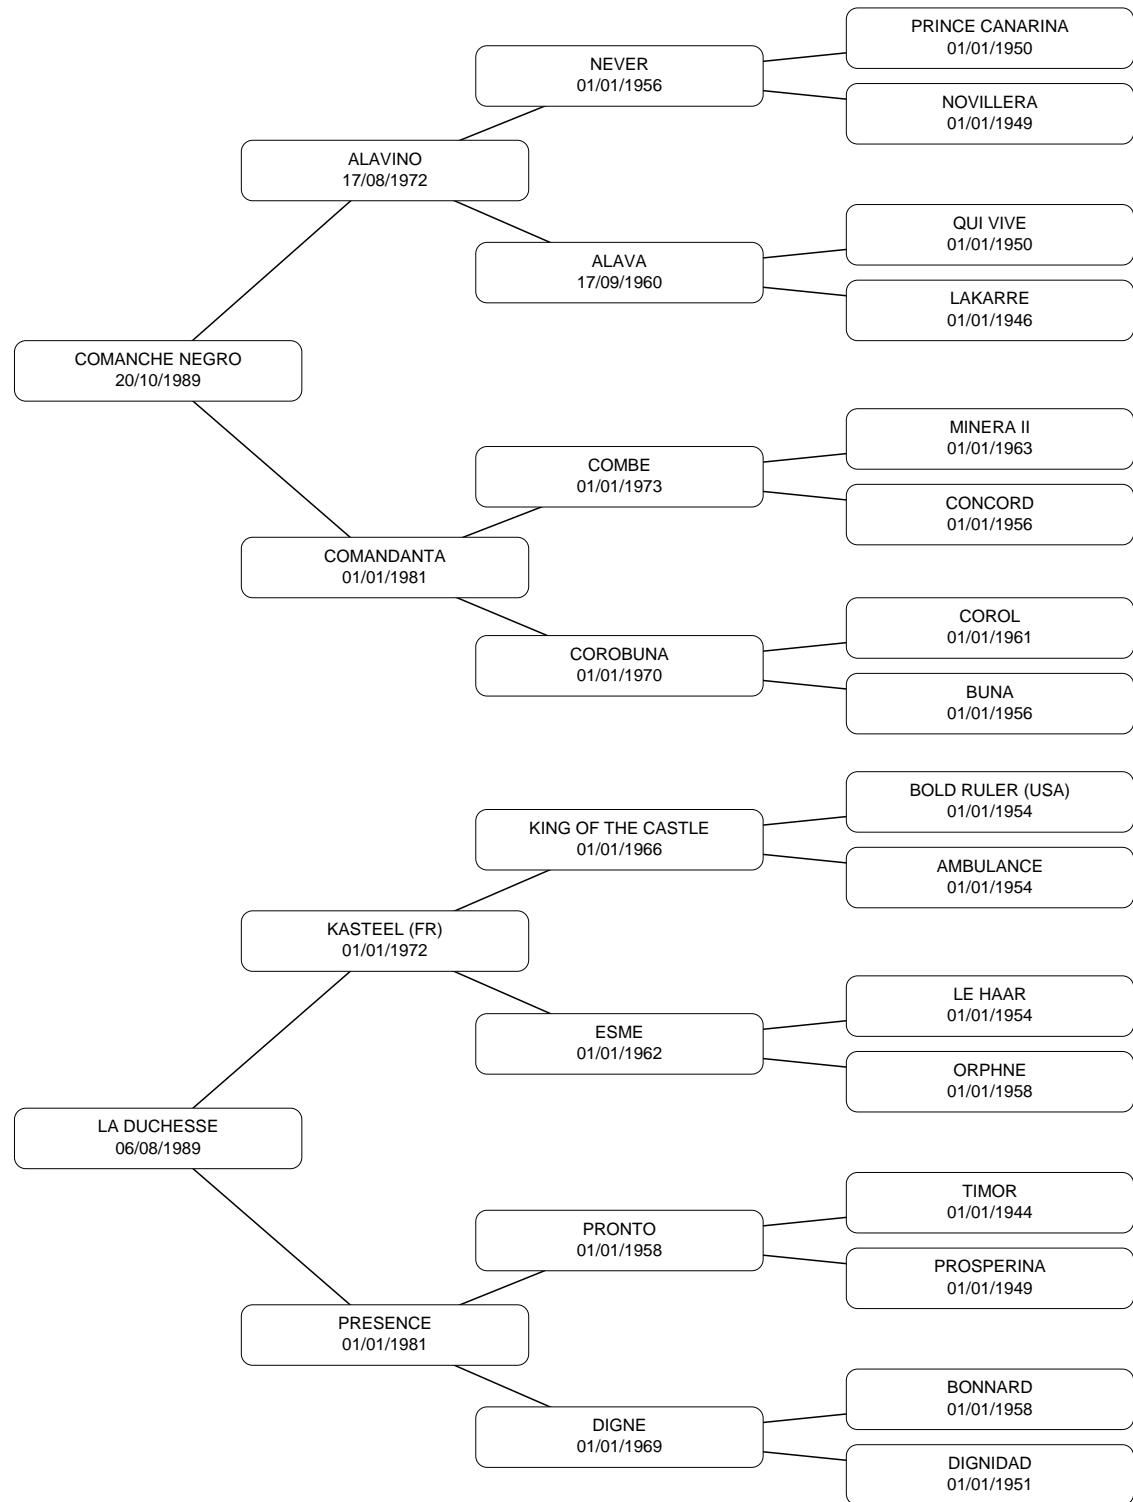 PRINCE CANARINA
01/01/1950
NEVER
01/01/1956
NOVILLERA
01/01/1949
ALAVINO
17/08/1972
QUI VIVE
01/01/1950
ALAVA
17/09/1960
LAKARRE
01/01/1946
COMANCHE NEGRO
20/10/1989
MINERA II
01/01/1963
COMBE
01/01/1973
CONCORD
01/01/1956
COMANDANTA
01/01/1981
COROL
01/01/1961
COROBUNA
01/01/1970
BUNA
01/01/1956
BOLD RULER (USA)
01/01/1954
KING OF THE CASTLE
01/01/1966
AMBULANCE
01/01/1954
KASTEEL (FR)
01/01/1972
LE HAAR
01/01/1954
ESME
01/01/1962
ORPHNE
01/01/1958
LA DUCHESSE
06/08/1989
TIMOR
01/01/1944
PRONTO
01/01/1958
PROSPERINA
01/01/1949
PRESENCE
01/01/1981
BONNARD
01/01/1958
DIGNE
01/01/1969
DIGNIDAD
01/01/1951